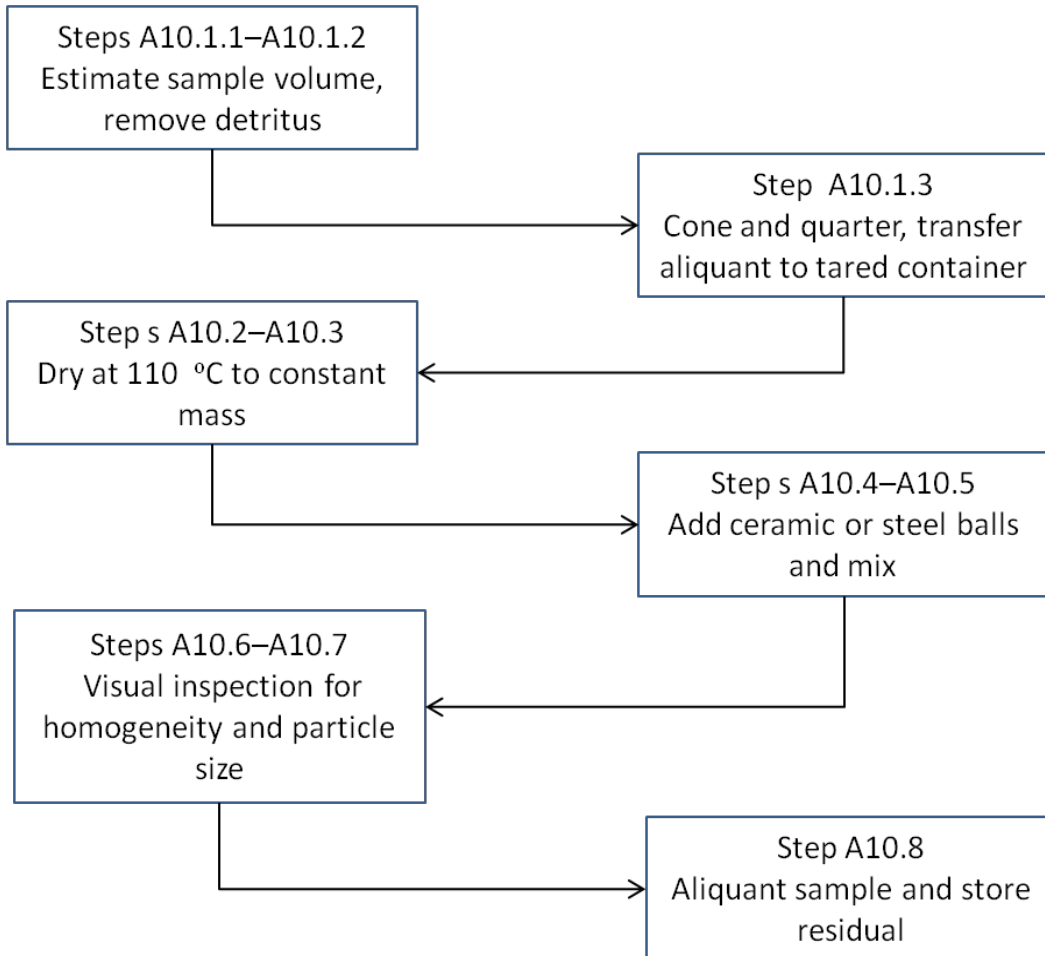 Steps A10.1.1–A10.1.2
Estimate sample volume,
remove detritus
Step A10.1.3
Cone and quarter, transfer
aliquant to tared container
Step s A10.2–A10.3
Dry at 110 °C to constant
mass
Step s A10.4–A10.5
Add ceramic or steel balls
and mix
Steps A10.6–A10.7
Visual inspection for
homogeneity and particle
size
Step A10.8
Aliquant sample and store
residual